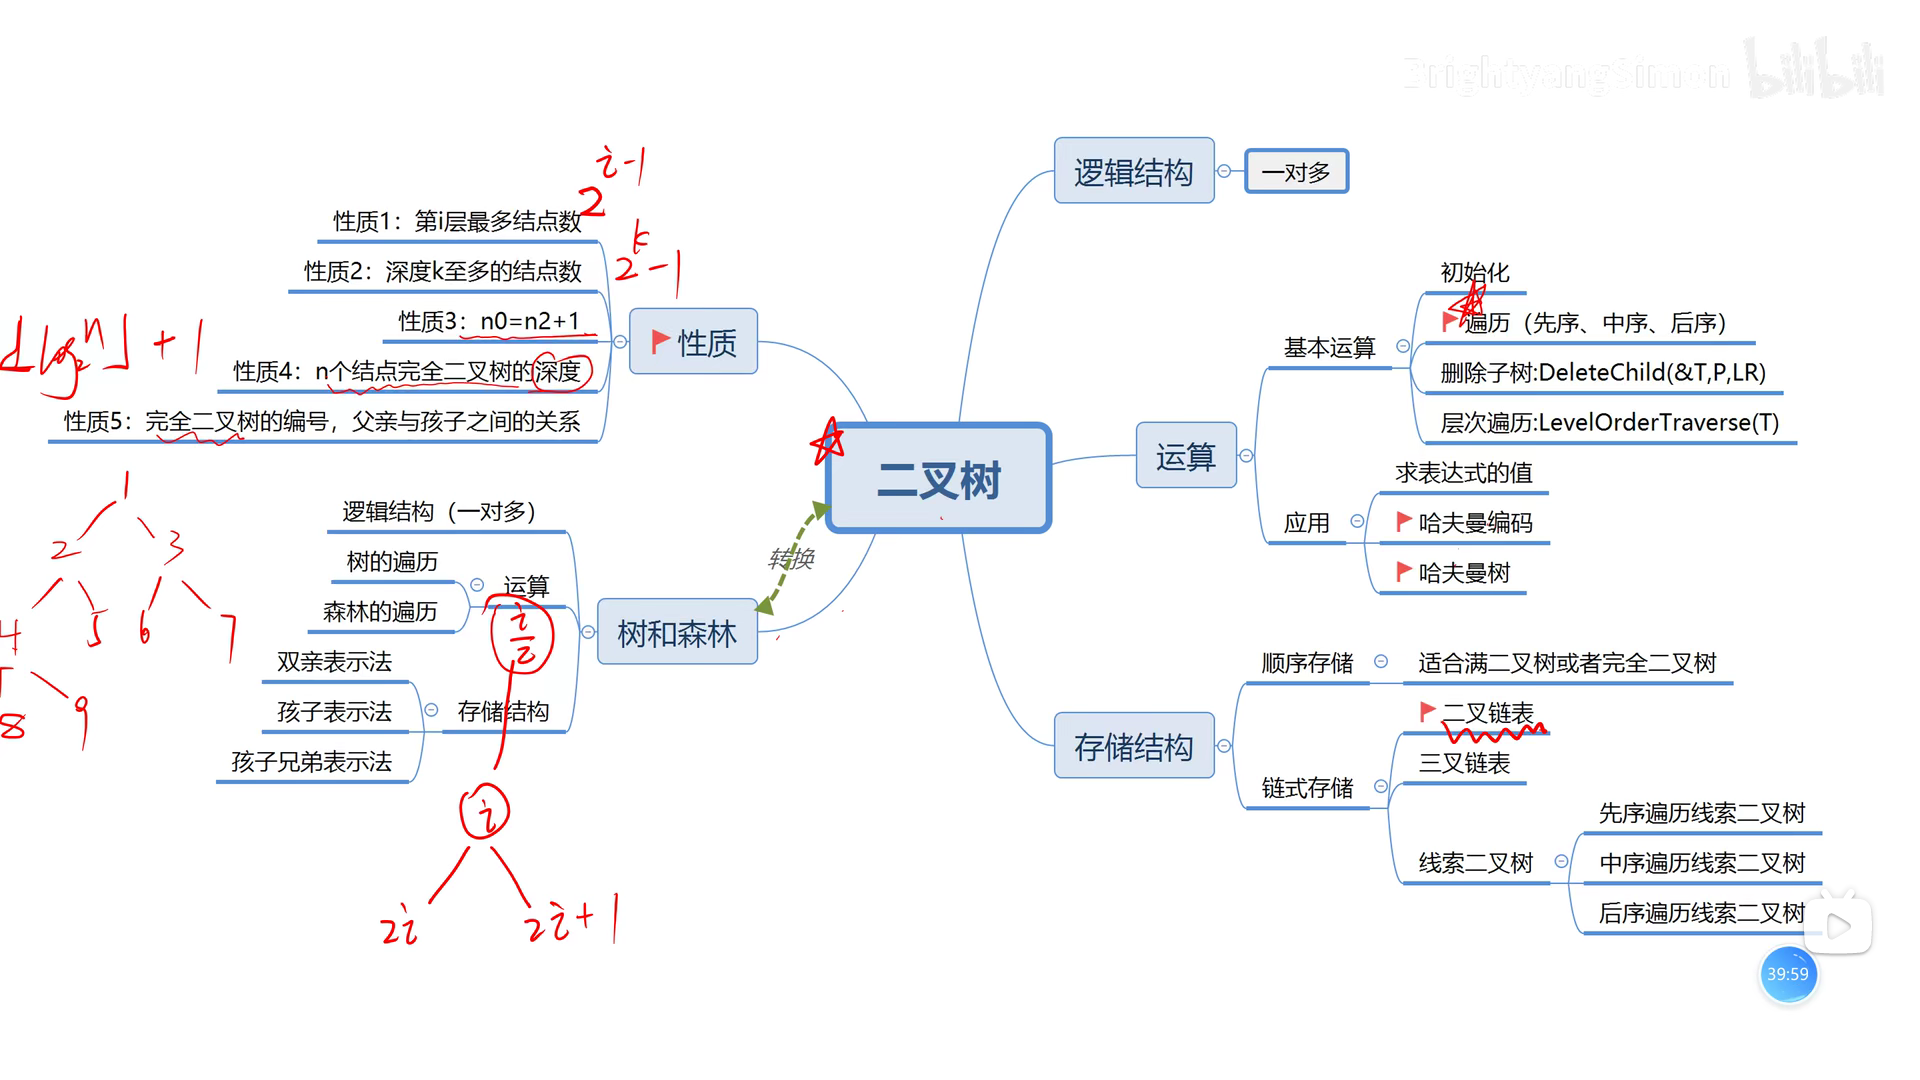 BrightyangSimon bilibili
二叉树
逻辑结构
一对多
运算
基本运算
初始化
遍历（先序、中序、后序）
删除子树:DeleteChild(&T,P,LR)
层次遍历:LevelOrderTraverse(T)
应用
求表达式的值
哈夫曼编码
哈夫曼树
存储结构
顺序存储
适合满二叉树或者完全二叉树
链式存储
二叉链表
三叉链表
线索二叉树
先序遍历线索二叉树
中序遍历线索二叉树
后序遍历线索二叉树
性质
性质1：第i层最多结点数
2^i-1
性质2：深度k至多的结点数
2^k-1
性质3：n0=n2+1
性质4：n个结点完全二叉树的深度
⌊log2 n⌋+1
性质5：完全二叉树的编号，父亲与孩子之间的关系
1
2 3
4 5 6 7
8 9
转换
树和森林
逻辑结构（一对多）
运算
树的遍历
森林的遍历
存储结构
双亲表示法
孩子表示法
孩子兄弟表示法
i/2
i
2i 2i+1
39:59